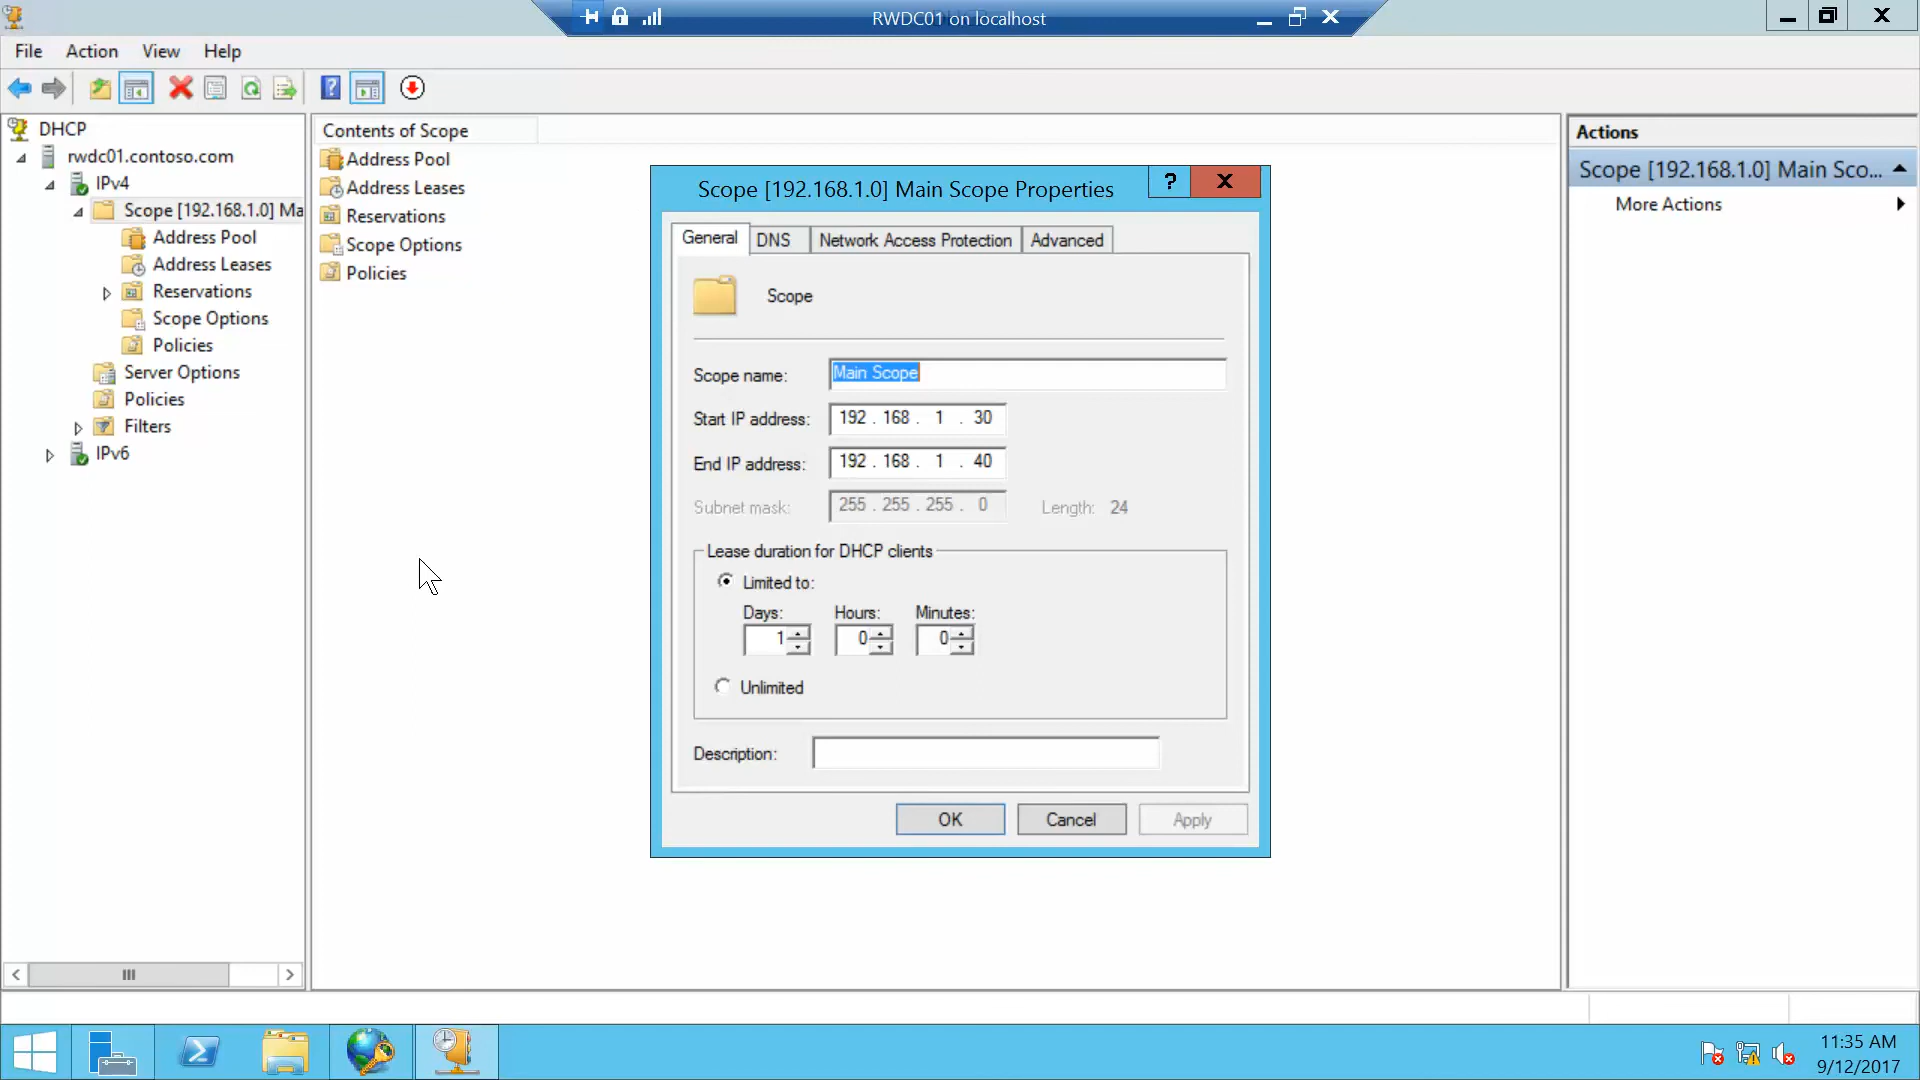 RWDC01 on localhost
File Action View Help
DHCP
rwdc01.contoso.com
IPv4
Scope [192.168.1.0] Ma
Address Pool
Address Leases
Reservations
Scope Options
Policies
Server Options
Policies
Filters
IPv6
Contents of Scope
Address Pool
Address Leases
Reservations
Scope Options
Policies
Scope [192.168.1.0] Main Scope Properties
General DNS Network Access Protection Advanced
Scope
Scope name: Main Scope
Start IP address: 192 . 168 . 1 . 30
End IP address: 192 . 168 . 1 . 40
Subnet mask: 255 . 255 . 255 . 0 Length: 24
Lease duration for DHCP clients
Limited to:
Days: Hours: Minutes:
1 0 0
Unlimited
Description:
OK Cancel Apply
Actions
Scope [192.168.1.0] Main Sco...
More Actions
11:35 AM
9/12/2017